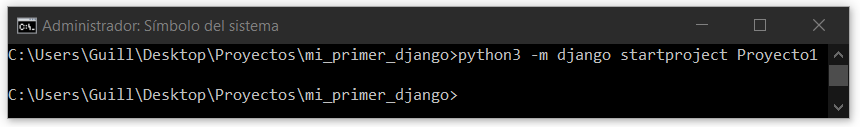 Administrador: Símbolo del sistema
C:\Users\Guill\Desktop\Proyectos\mi_primer_django>python3 -m django startproject Proyecto1
C:\Users\Guill\Desktop\Proyectos\mi_primer_django>